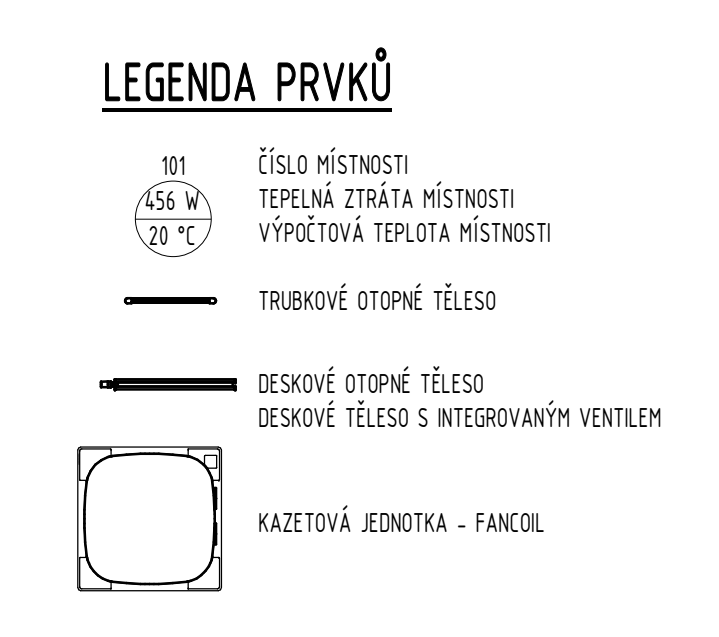 LEGENDA PRVKŮ
101 ČÍSLO MÍSTNOSTI
456 W TEPELNÁ ZTRÁTA MÍSTNOSTI
20 °C VÝPOČTOVÁ TEPLOTA MÍSTNOSTI
TRUBKOVÉ OTOPNÉ TĚLESO
DESKOVÉ OTOPNÉ TĚLESO
DESKOVÉ TĚLESO S INTEGROVANÝM VENTILEM
KAZETOVÁ JEDNOTKA - FANCOIL